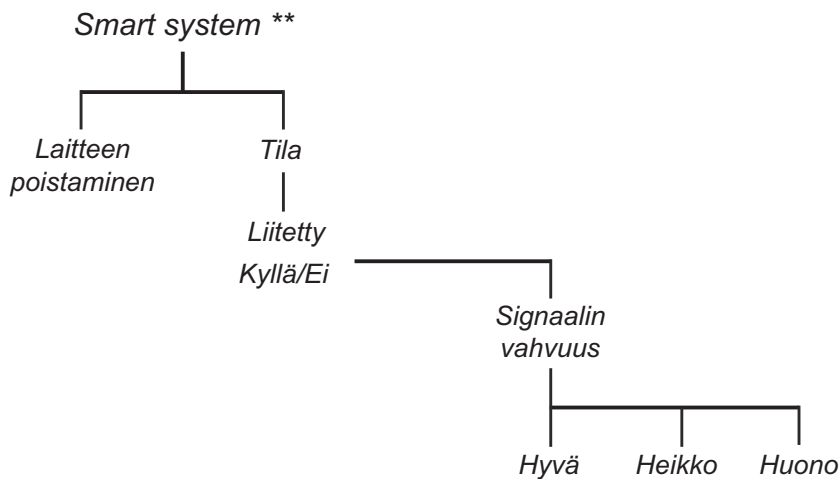 Smart system **
Laitteen
poistaminen
Tila
Liitetty
Kyllä/Ei
Signaalin
vahvuus
Hyvä
Heikko
Huono